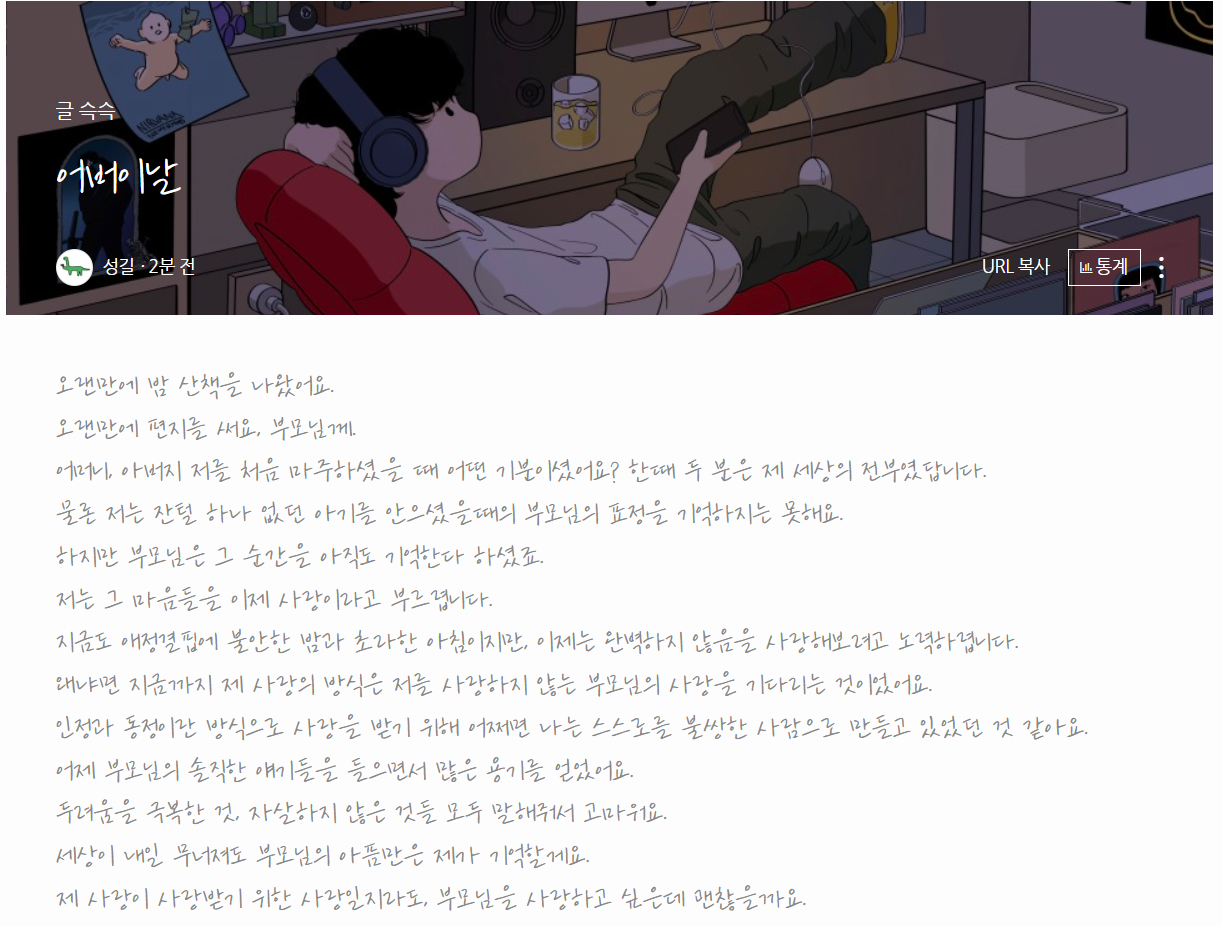 NIRVANA
글 슥슥
어버이날
성길 · 2분 전
URL 복사
통계
오랜만에 밤 산책을 나왔어요.
오랜만에 편지를 써요, 부모님께.
어머니, 아버지 저를 처음 마주하셨을 때 어떤 기분이셨어요? 한때 두 분은 제 세상의 전부였답니다.
물론 저는 잔털 하나 없던 아기를 안으셨을때의 부모님의 표정을 기억하지는 못해요.
하지만 부모님은 그 순간을 아직도 기억한다 하셨죠.
저는 그 마음들을 이제 사랑이라고 부르렵니다.
지금도 애정결핍에 불안한 밤과 초라한 아침이지만, 이제는 완벽하지 않음을 사랑해보려고 노력하렵니다.
왜냐면 지금까지 제 사랑의 방식은 저를 사랑하지 않는 부모님의 사랑을 기다리는 것이었어요.
인정과 동정이란 방식으로 사랑을 받기 위해 어쩌면 나는 스스로를 불쌍한 사람으로 만들고 있었던 것 같아요.
어제 부모님의 솔직한 얘기들을 들으면서 많은 용기를 얻었어요.
두려움을 극복한 것, 자살하지 않은 것들 모두 말해줘서 고마워요.
세상이 내일 무너져도 부모님의 아픔만은 제가 기억할게요.
제 사랑이 사랑받기 위한 사랑일지라도, 부모님을 사랑하고 싶은데 괜찮을까요.